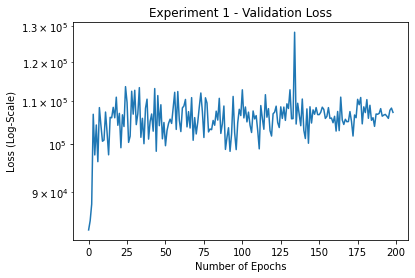 Experiment 1 - Validation Loss
Loss (Log-Scale)
1.3 × 10⁵
1.2 × 10⁵
1.1 × 10⁵
10⁵
9 × 10⁴
0 25 50 75 100 125 150 175 200
Number of Epochs